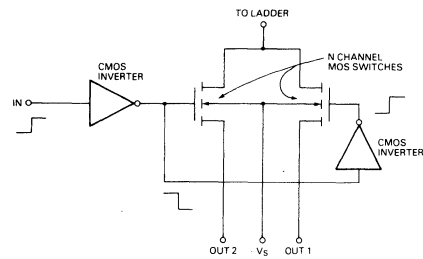 TO LADDER
CMOS
INVERTER
N CHANNEL
MOS SWITCHES
IN
CMOS
INVERTER
OUT 2
VS
OUT 1